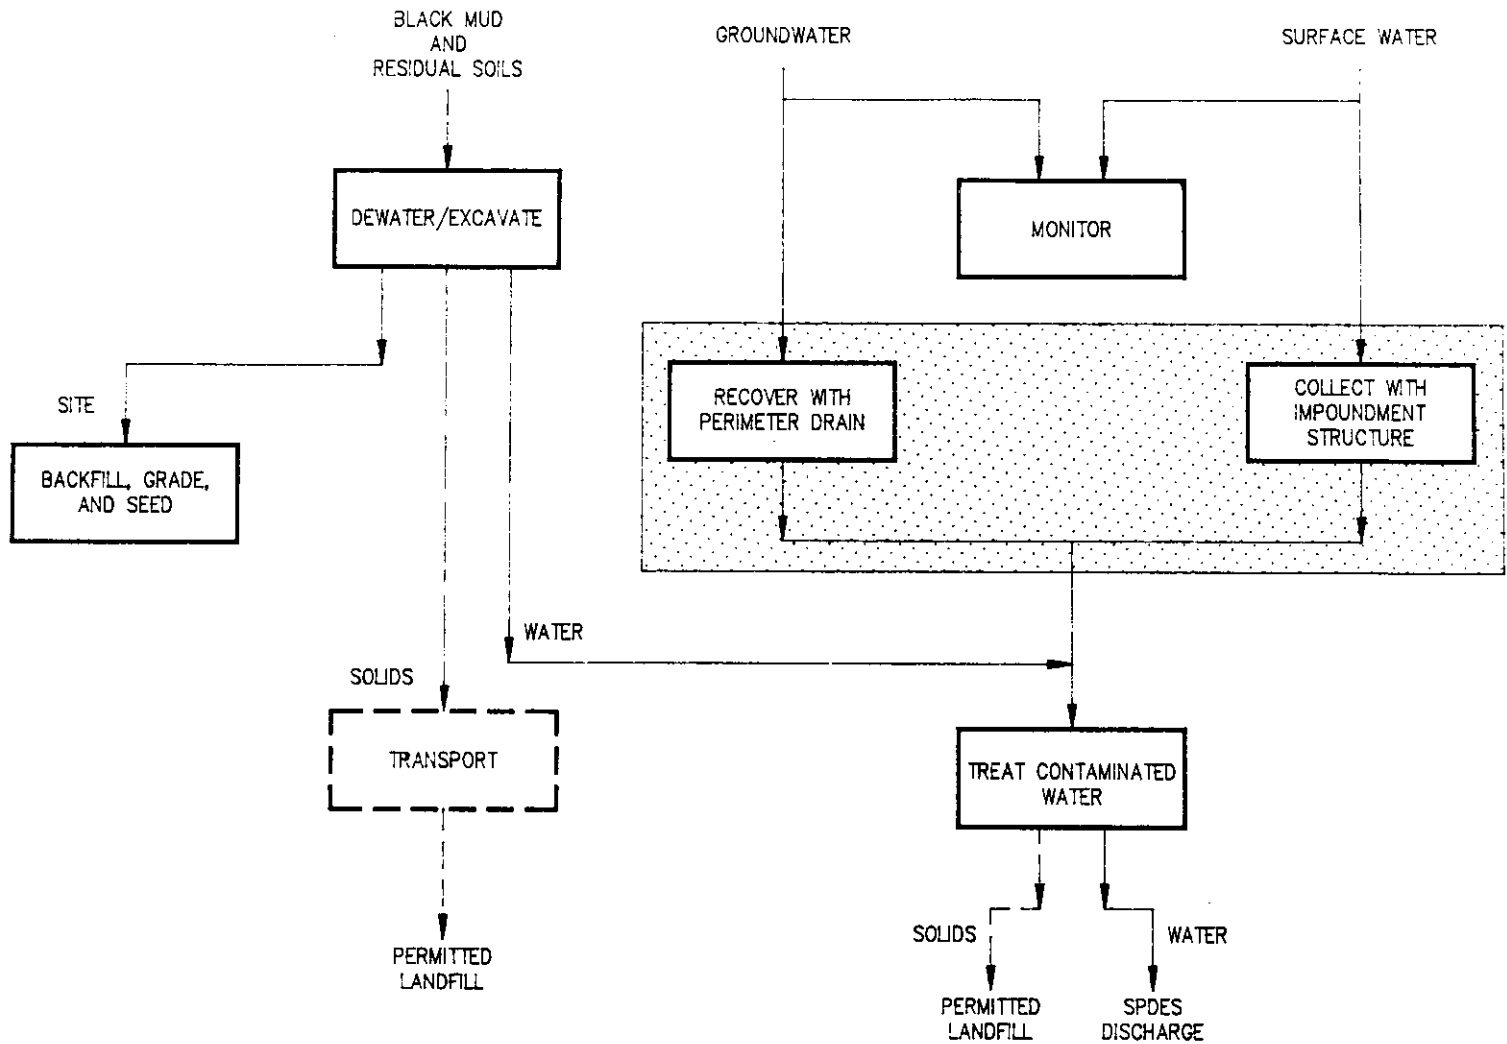 BLACK MUD
AND
RESIDUAL SOILS
GROUNDWATER
SURFACE WATER
DEWATER/EXCAVATE
MONITOR
RECOVER WITH
PERIMETER DRAIN
COLLECT WITH
IMPOUNDMENT
STRUCTURE
SITE
BACKFILL, GRADE,
AND SEED
WATER
SOLIDS
TRANSPORT
TREAT CONTAMINATED
WATER
SOLIDS
WATER
PERMITTED
LANDFILL
PERMITTED
LANDFILL
SPDES
DISCHARGE